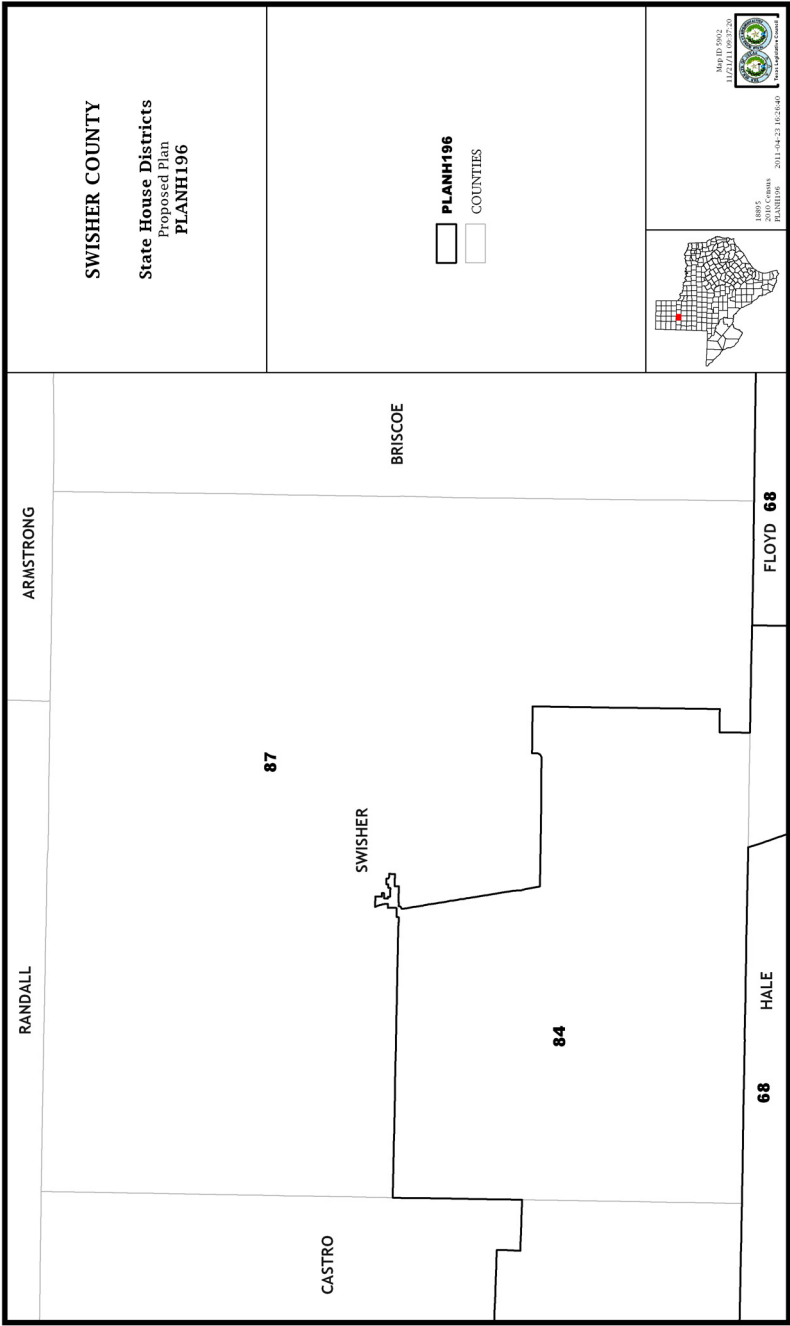 SWISHER COUNTY
State House Districts
Proposed Plan
PLANH196
PLANH196
COUNTIES
Map ID 5902
11/21/11 09:37:20
Texas Legislative Council
18895
2010 Census
PLANH196
2011-04-23 16:26:40
RANDALL
ARMSTRONG
87
CASTRO
SWISHER
BRISCOE
84
68
HALE
FLOYD 68